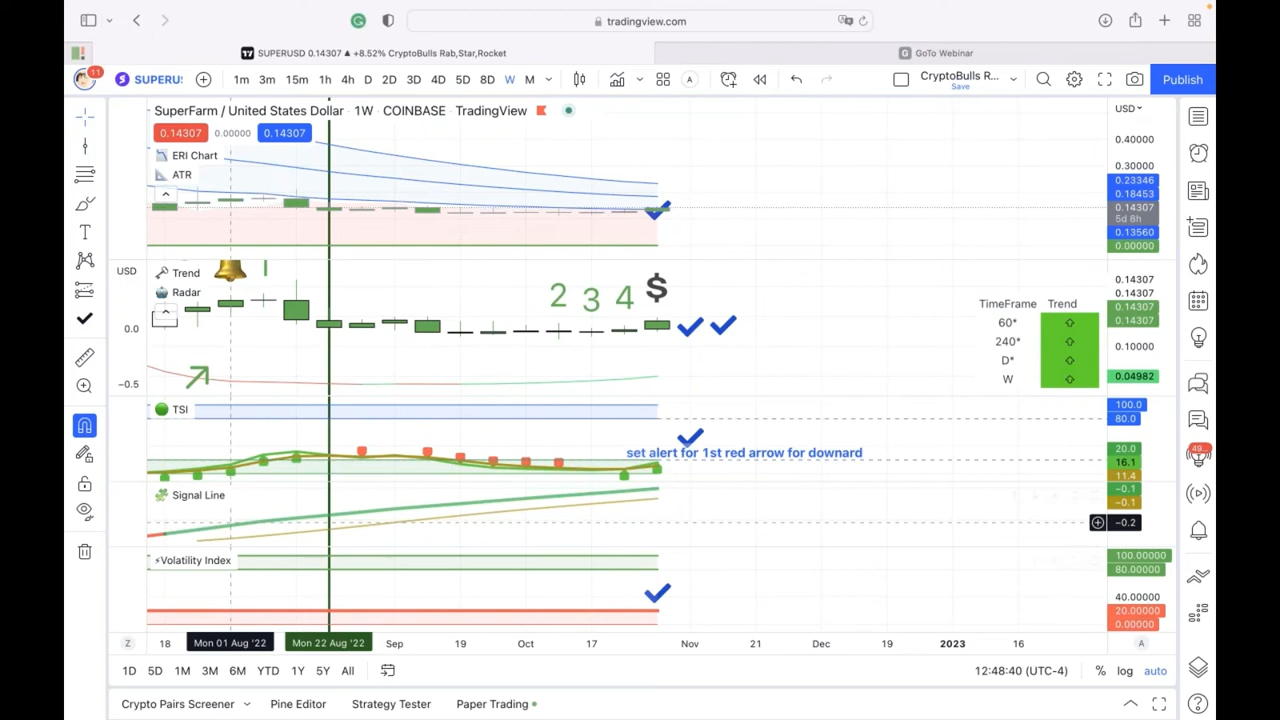 tradingview.com
SUPERUSD 0.14307 ▲ +8.52% CryptoBulls Rab,Star,Rocket
GoTo Webinar
11
SUPERU
1m 3m 15m 1h 4h D 2D 3D 4D 5D 8D W M
CryptoBulls R...
Save
Publish
SuperFarm / United States Dollar · 1W · COINBASE · TradingView
USD
0.14307 0.00000 0.14307
0.40000
ERI Chart
0.30000
ATR
0.23346
0.18453
0.14307
5d 8h
0.13560
0.00000
USD
Trend
Radar
2 3 4 $
0.14307
0.14307
0.14307
0.14307
TimeFrame Trend
60*
240*
D*
W
0.0
0.10000
−0.5
0.04982
TSI
100.0
80.0
set alert for 1st red arrow for downard
20.0
16.1
11.4
−0.1
−0.1
Signal Line
−0.2
⚡Volatility Index
100.00000
80.00000
40.00000
20.00000
0.00000
49...
Z 18 Mon 01 Aug '22 Mon 22 Aug '22 Sep 19 Oct 17 Nov 21 Dec 19 2023 16 A
1D 5D 1M 3M 6M YTD 1Y 5Y All
12:48:40 (UTC-4) % log auto
Crypto Pairs Screener Pine Editor Strategy Tester Paper Trading